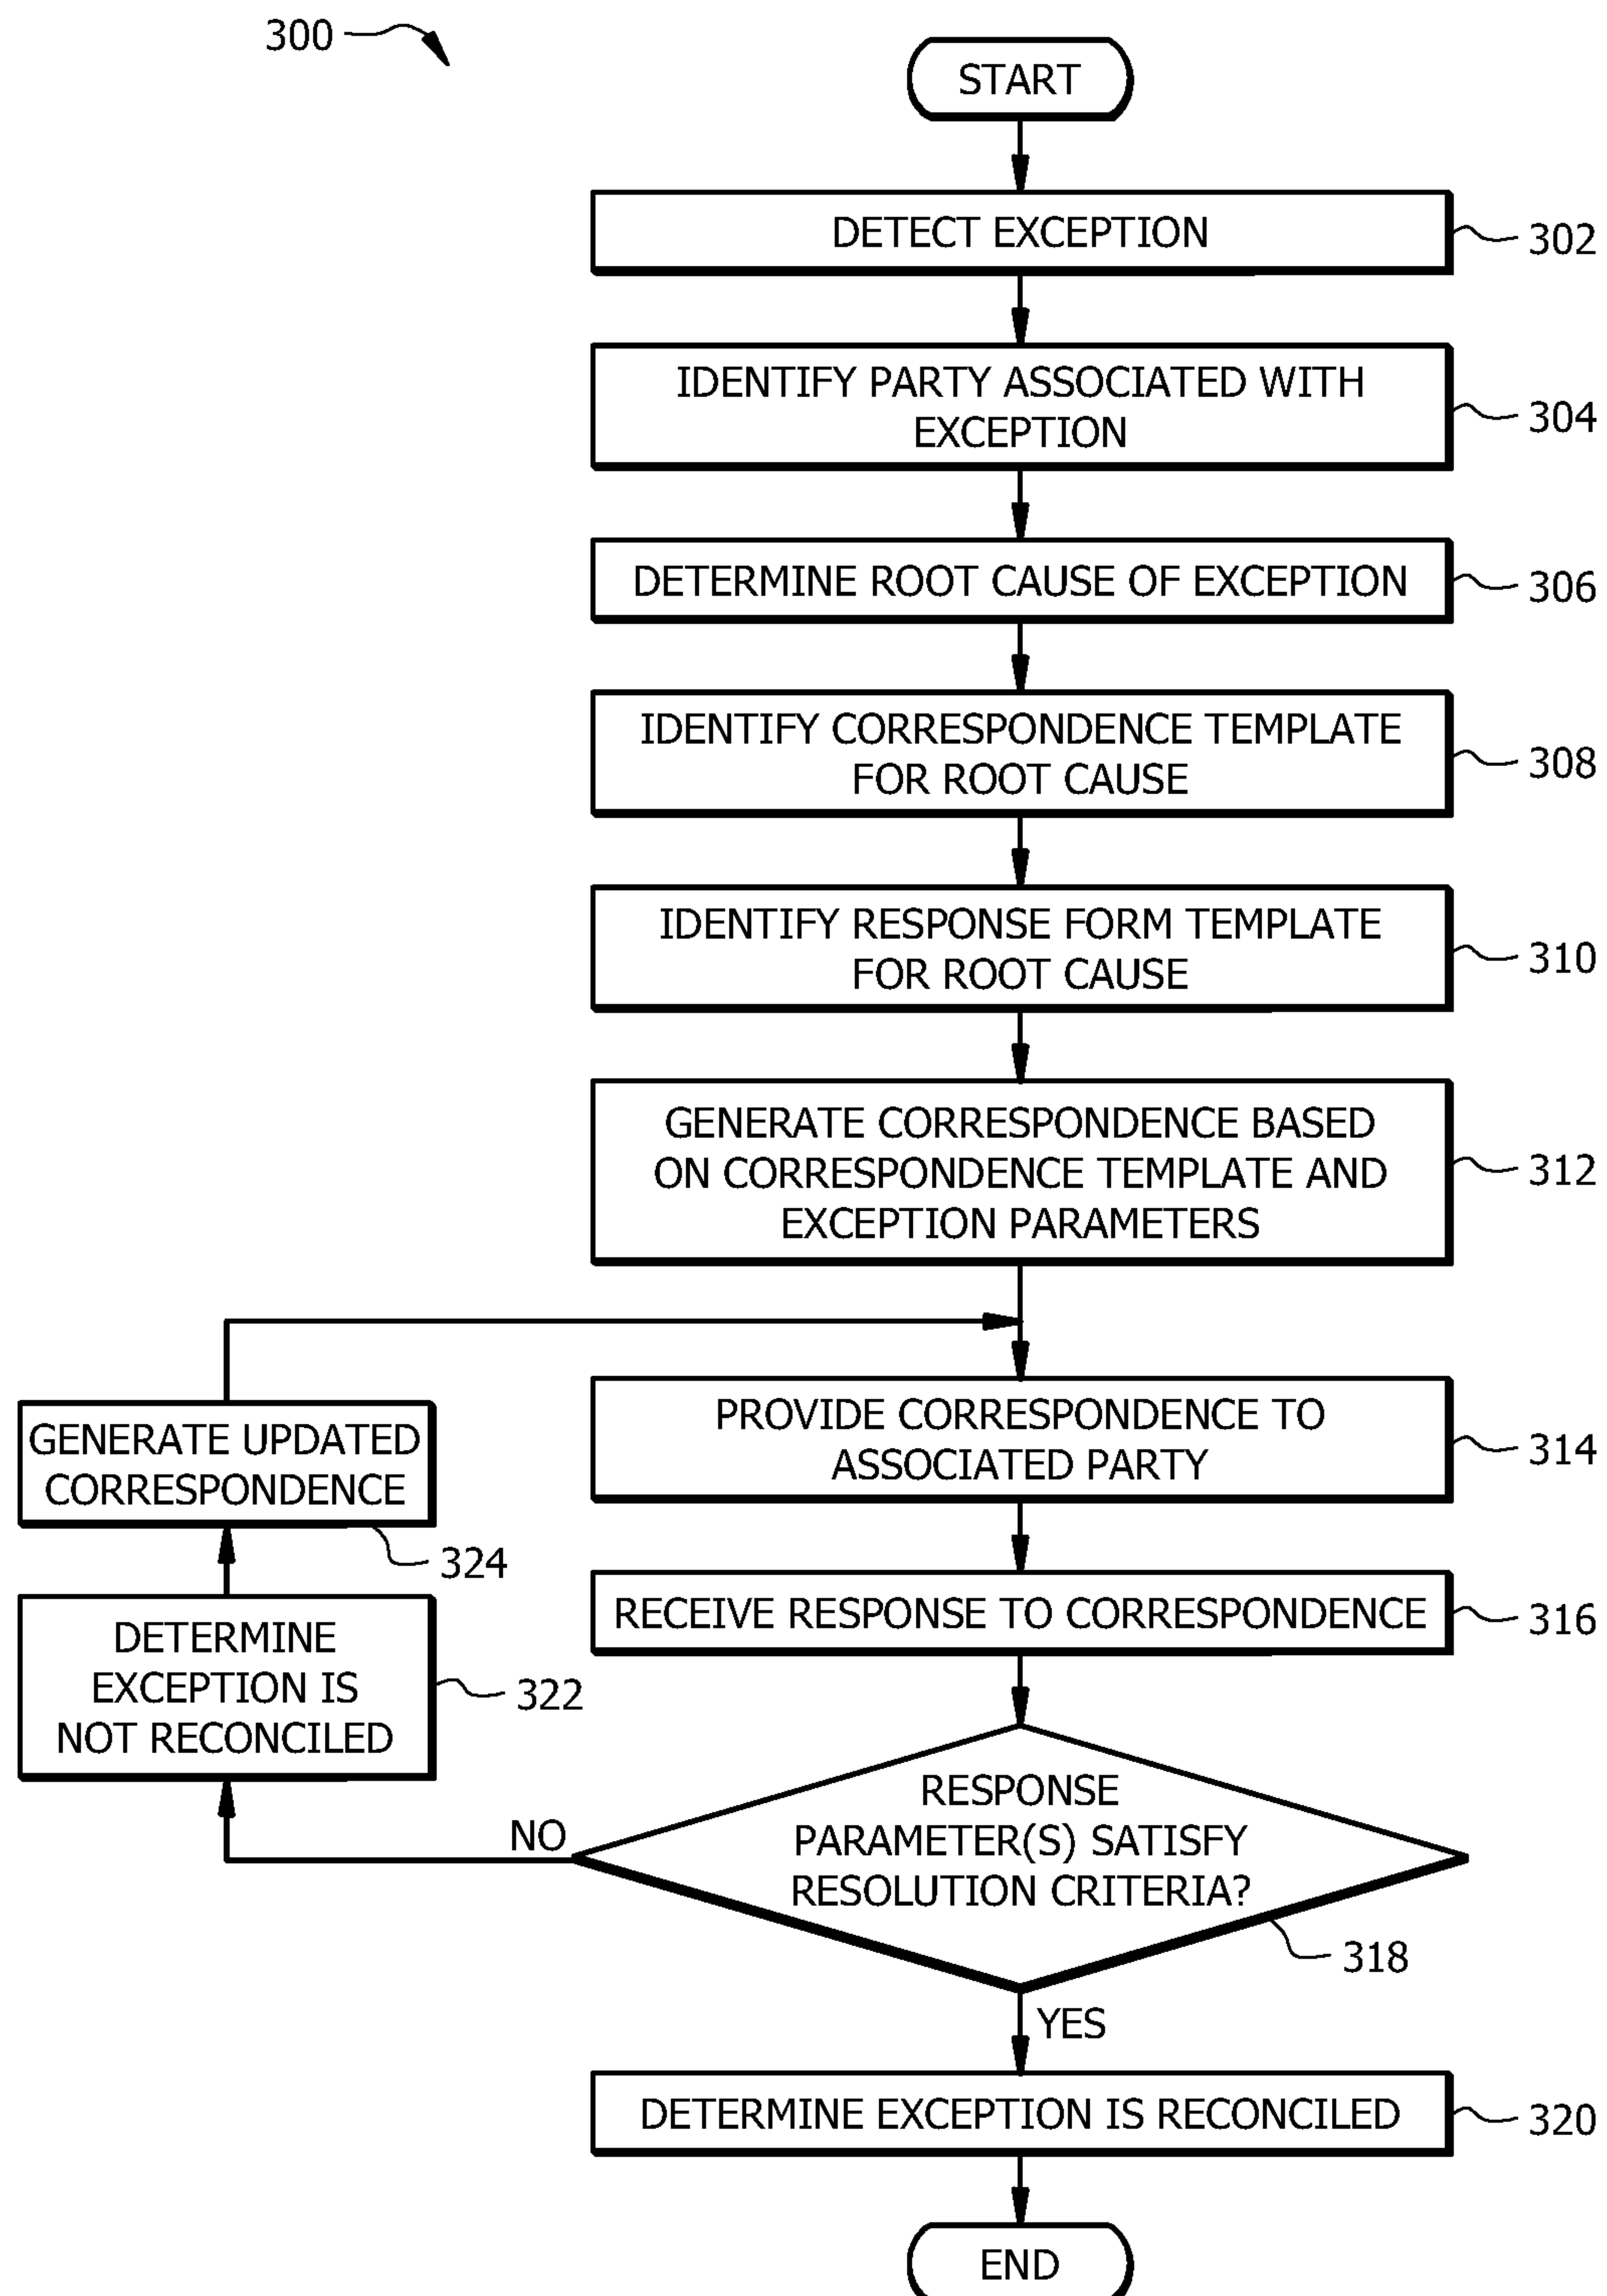 300
START
DETECT EXCEPTION
302
IDENTIFY PARTY ASSOCIATED WITH
EXCEPTION
304
DETERMINE ROOT CAUSE OF EXCEPTION
306
IDENTIFY CORRESPONDENCE TEMPLATE
FOR ROOT CAUSE
308
IDENTIFY RESPONSE FORM TEMPLATE
FOR ROOT CAUSE
310
GENERATE CORRESPONDENCE BASED
ON CORRESPONDENCE TEMPLATE AND
EXCEPTION PARAMETERS
312
PROVIDE CORRESPONDENCE TO
ASSOCIATED PARTY
314
RECEIVE RESPONSE TO CORRESPONDENCE
316
RESPONSE
PARAMETER(S) SATISFY
RESOLUTION CRITERIA?
318
NO
DETERMINE
EXCEPTION IS
NOT RECONCILED
322
GENERATE UPDATED
CORRESPONDENCE
324
YES
DETERMINE EXCEPTION IS RECONCILED
320
END